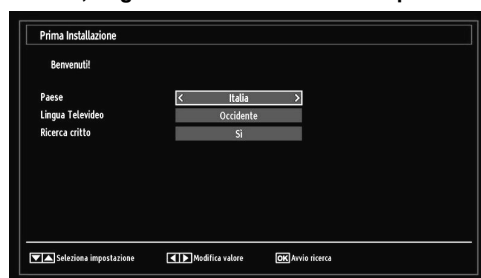 Prima Installazione
Benvenuti!
Paese < Italia >
Lingua Televideo Occidente
Ricerca critto Sì
Seleziona impostazione Modifica valore OK Avvio ricerca